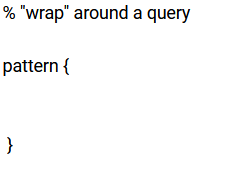 % "wrap" around a query
pattern {
}